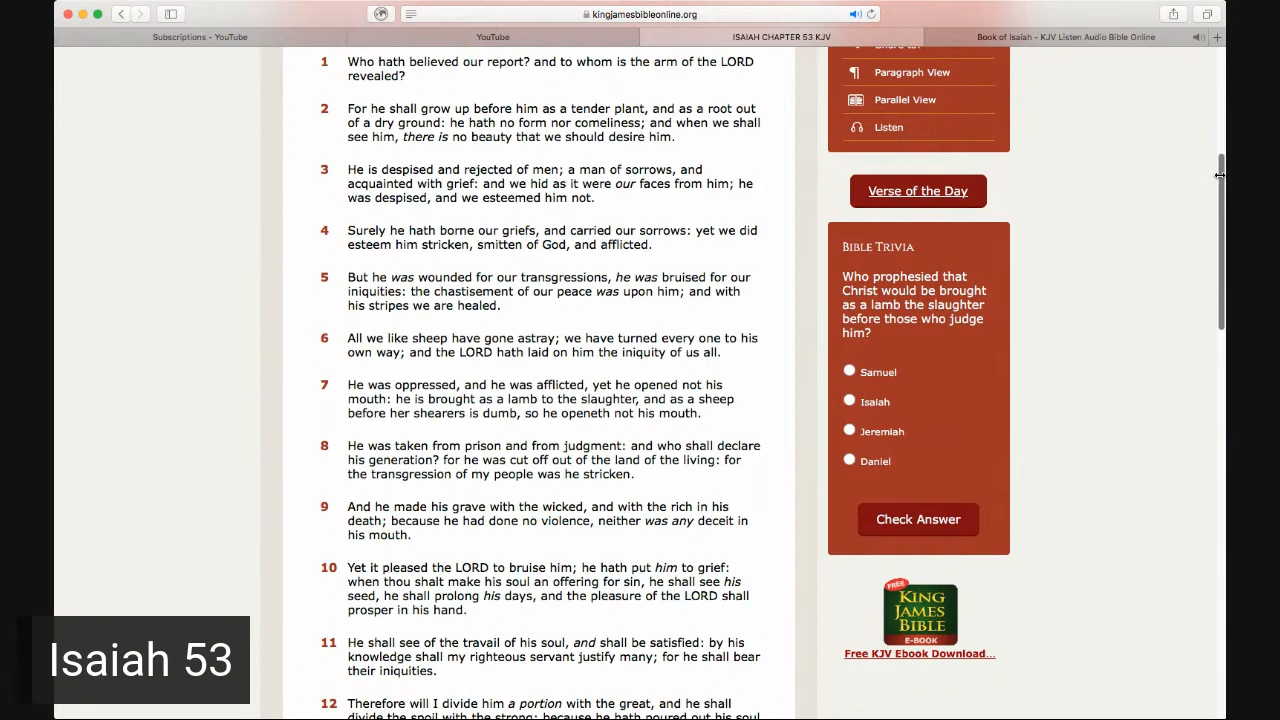 kingjamesbibleonline.org
Subscriptions - YouTube
YouTube
ISAIAH CHAPTER 53 KJV
Book of Isaiah - KJV Listen Audio Bible Online
1 Who hath believed our report? and to whom is the arm of the LORD
revealed?
2 For he shall grow up before him as a tender plant, and as a root out
of a dry ground: he hath no form nor comeliness; and when we shall
see him, there is no beauty that we should desire him.
3 He is despised and rejected of men; a man of sorrows, and
acquainted with grief: and we hid as it were our faces from him; he
was despised, and we esteemed him not.
4 Surely he hath borne our griefs, and carried our sorrows: yet we did
esteem him stricken, smitten of God, and afflicted.
5 But he was wounded for our transgressions, he was bruised for our
iniquities: the chastisement of our peace was upon him; and with
his stripes we are healed.
6 All we like sheep have gone astray; we have turned every one to his
own way; and the LORD hath laid on him the iniquity of us all.
7 He was oppressed, and he was afflicted, yet he opened not his
mouth: he is brought as a lamb to the slaughter, and as a sheep
before her shearers is dumb, so he openeth not his mouth.
8 He was taken from prison and from judgment: and who shall declare
his generation? for he was cut off out of the land of the living: for
the transgression of my people was he stricken.
9 And he made his grave with the wicked, and with the rich in his
death; because he had done no violence, neither was any deceit in
his mouth.
10 Yet it pleased the LORD to bruise him; he hath put him to grief:
when thou shalt make his soul an offering for sin, he shall see his
seed, he shall prolong his days, and the pleasure of the LORD shall
prosper in his hand.
11 He shall see of the travail of his soul, and shall be satisfied: by his
knowledge shall my righteous servant justify many; for he shall bear
their iniquities.
12 Therefore will I divide him a portion with the great, and he shall
divide the spoil with the strong; because he hath poured out his soul
Paragraph View
Parallel View
Listen
Verse of the Day
BIBLE TRIVIA
Who prophesied that
Christ would be brought
as a lamb the slaughter
before those who judge
him?
Samuel
Isaiah
Jeremiah
Daniel
Check Answer
FREE
KING
JAMES
BIBLE
E-BOOK
Free KJV Ebook Download...
Isaiah 53